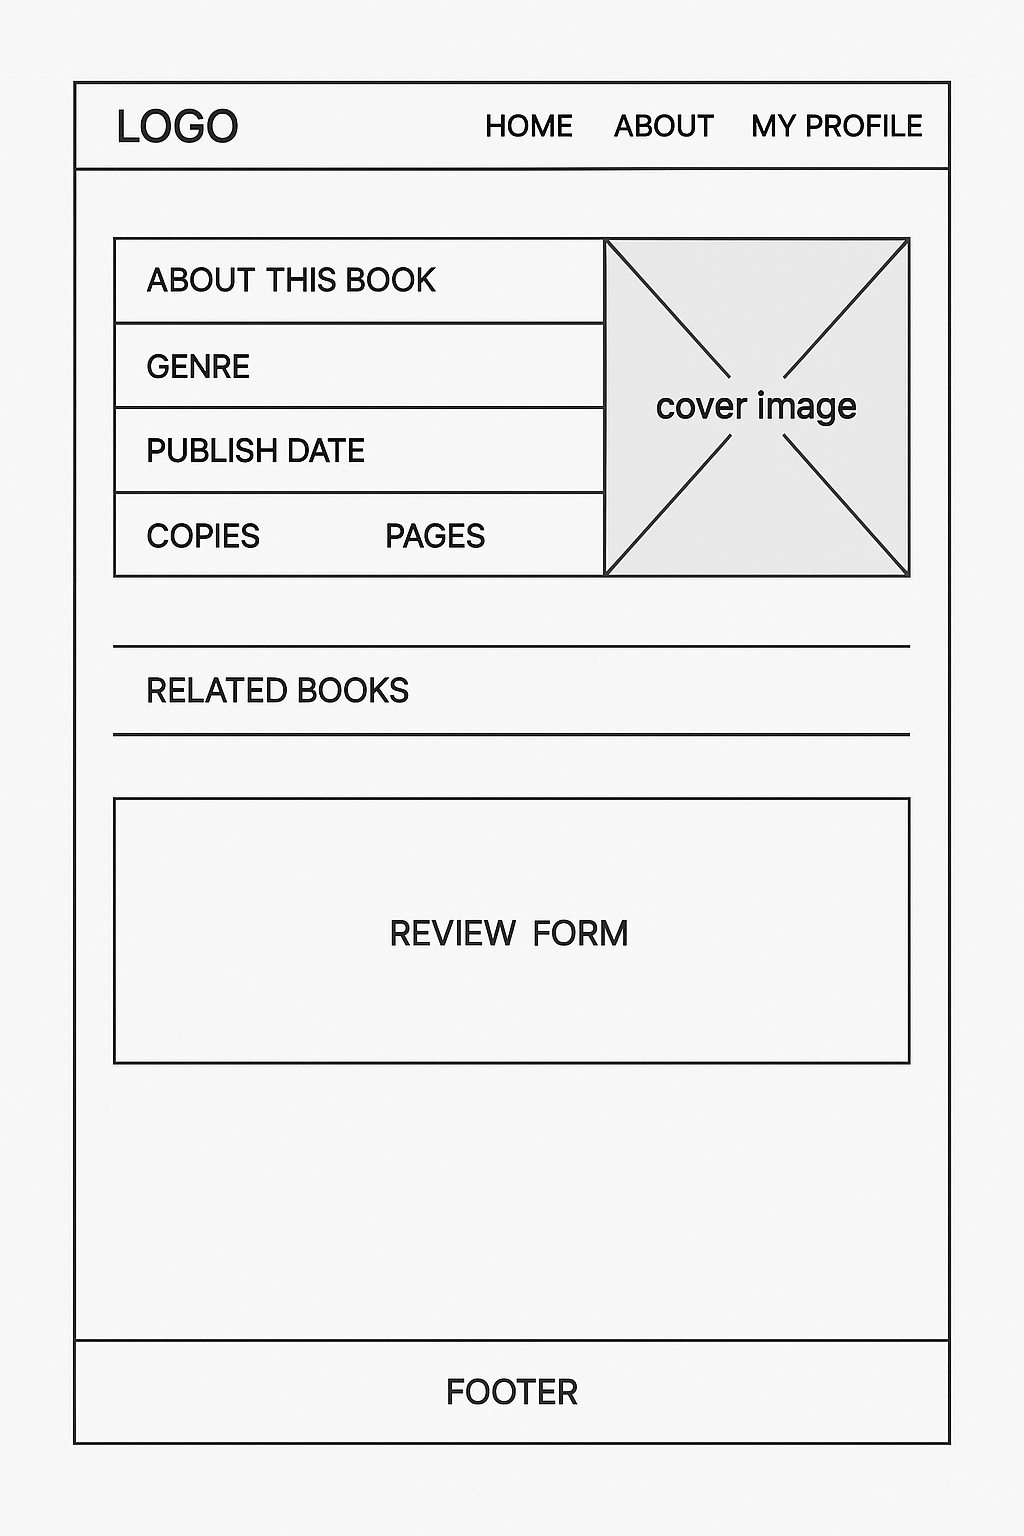 LOGO
HOME ABOUT MY PROFILE
ABOUT THIS BOOK
GENRE
PUBLISH DATE
COPIES PAGES
cover image
RELATED BOOKS
REVIEW FORM
FOOTER